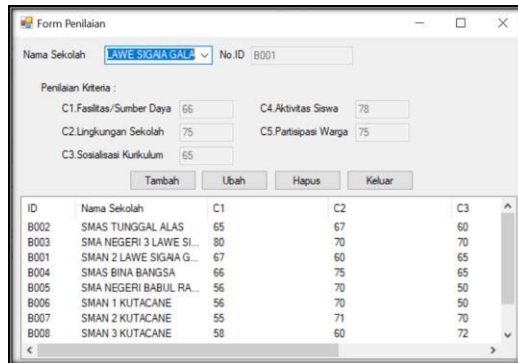 Form Penilaian
Nama Sekolah LAWE SIGAIA GALA No.ID B001
Penilaian Kriteria :
C1.Fasilitas/Sumber Daya 66 C4.Aktivitas Siswa 78
C2.Lingkungan Sekolah 75 C5.Partisipasi Warga 75
C3.Sosialisasi Kurikulum 65
Tambah Ubah Hapus Keluar
ID Nama Sekolah C1 C2 C3
B002 SMAS TUNGGAL ALAS 65 67 60
B003 SMA NEGERI 3 LAWE SI... 80 70 70
B001 SMAN 2 LAWE SIGAIA G... 67 60 65
B004 SMAS BINA BANGSA 66 75 65
B005 SMA NEGERI BABUL RA... 56 70 50
B006 SMAN 1 KUTACANE 56 70 50
B007 SMAN 2 KUTACANE 55 71 70
B008 SMAN 3 KUTACANE 58 60 72